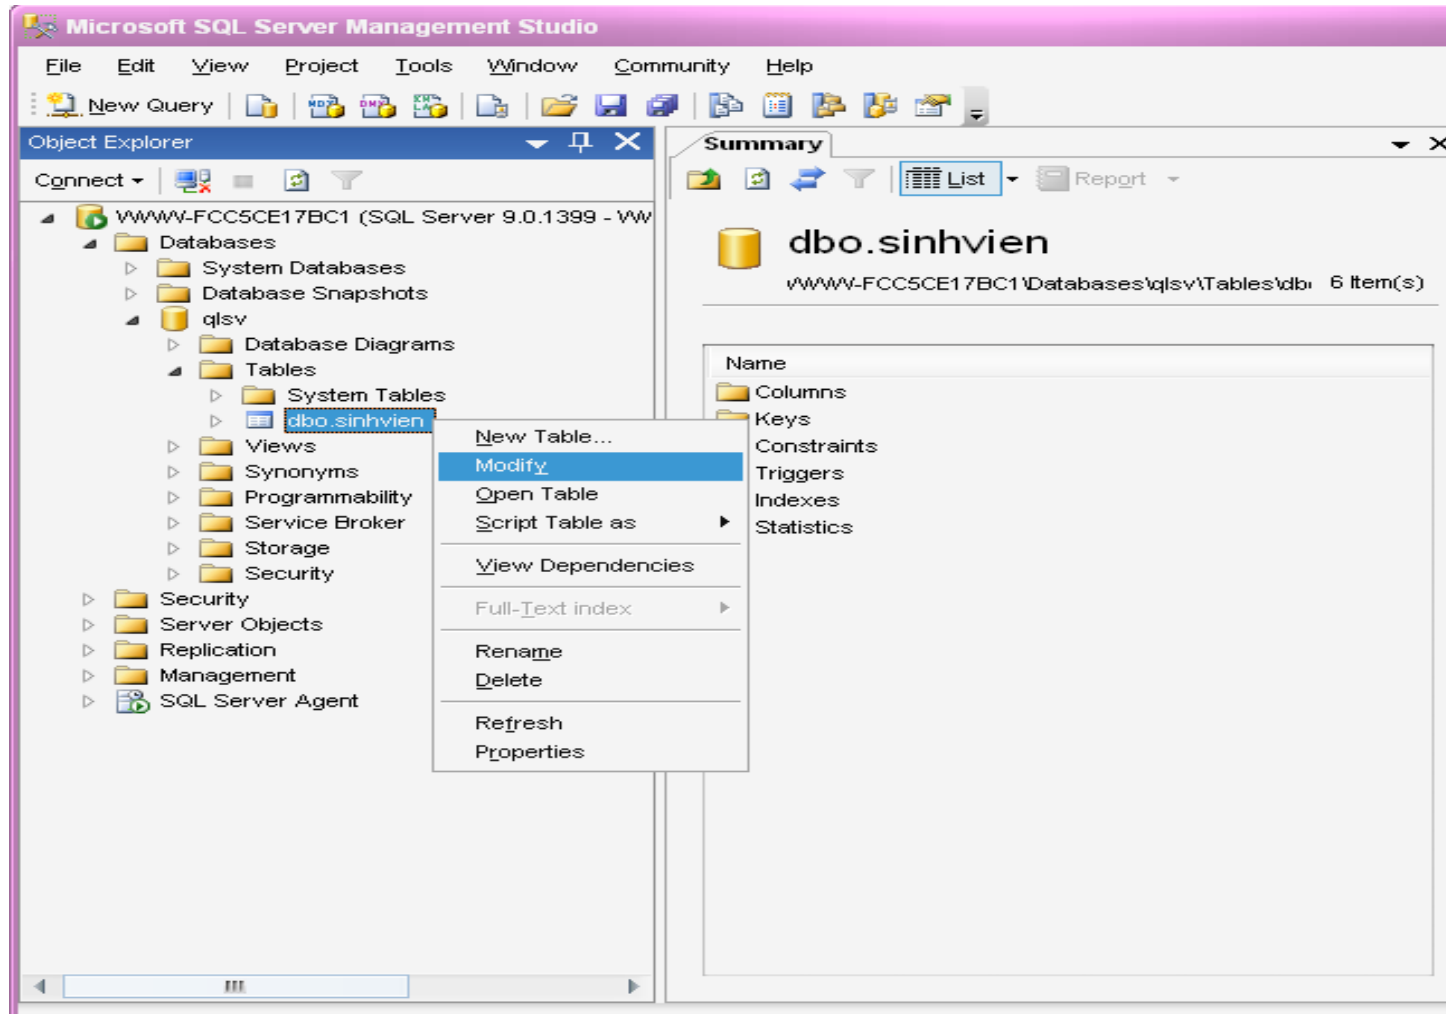 Microsoft SQL Server Management Studio
File Edit View Project Tools Window Community Help
New Query
Object Explorer
Connect
WWW-FCC5CE17BC1 (SQL Server 9.0.1399 - WW
Databases
System Databases
Database Snapshots
qlsv
Database Diagrams
Tables
System Tables
dbo.sinhvien
Views
Synonyms
Programmability
Service Broker
Storage
Security
Security
Server Objects
Replication
Management
SQL Server Agent
New Table...
Modify
Open Table
Script Table as
View Dependencies
Full-Text index
Rename
Delete
Refresh
Properties
Summary
List Report
dbo.sinhvien
WWW-FCC5CE17BC1\Databases\qlsv\Tables\dbo 6 Item(s)
Name
Columns
Keys
Constraints
Triggers
Indexes
Statistics